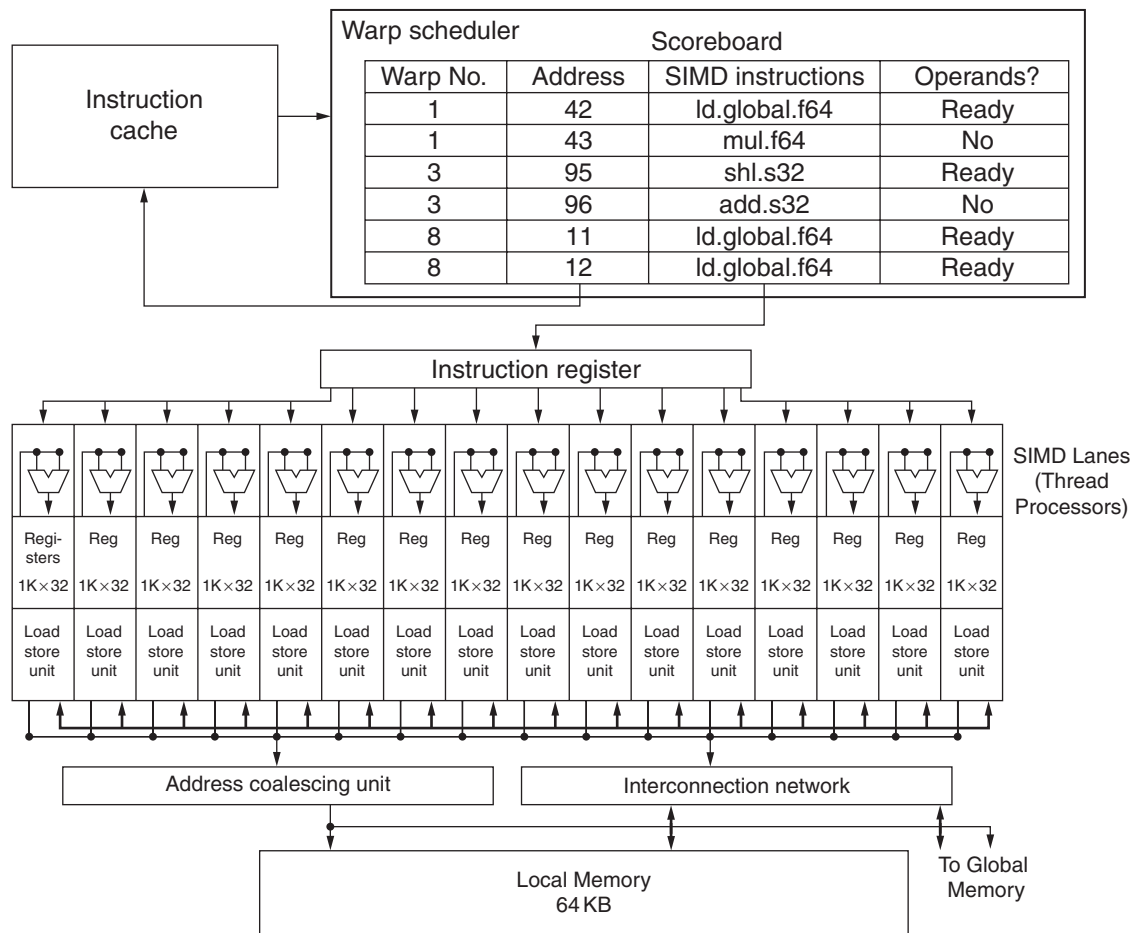 Warp scheduler
Scoreboard
Warp No. Address SIMD instructions Operands?
1 42 ld.global.f64 Ready
1 43 mul.f64 No
3 95 shl.s32 Ready
3 96 add.s32 No
8 11 ld.global.f64 Ready
8 12 ld.global.f64 Ready
Instruction
cache
Instruction register
SIMD Lanes
(Thread
Processors)
Regi-
sters Reg Reg Reg Reg Reg Reg Reg Reg Reg Reg Reg Reg Reg Reg Reg
1K×32 1K×32 1K×32 1K×32 1K×32 1K×32 1K×32 1K×32 1K×32 1K×32 1K×32 1K×32 1K×32 1K×32 1K×32 1K×32
Load Load Load Load Load Load Load Load Load Load Load Load Load Load Load Load
store store store store store store store store store store store store store store store store
unit unit unit unit unit unit unit unit unit unit unit unit unit unit unit unit
Address coalescing unit
Interconnection network
Local Memory
64 KB
To Global
Memory